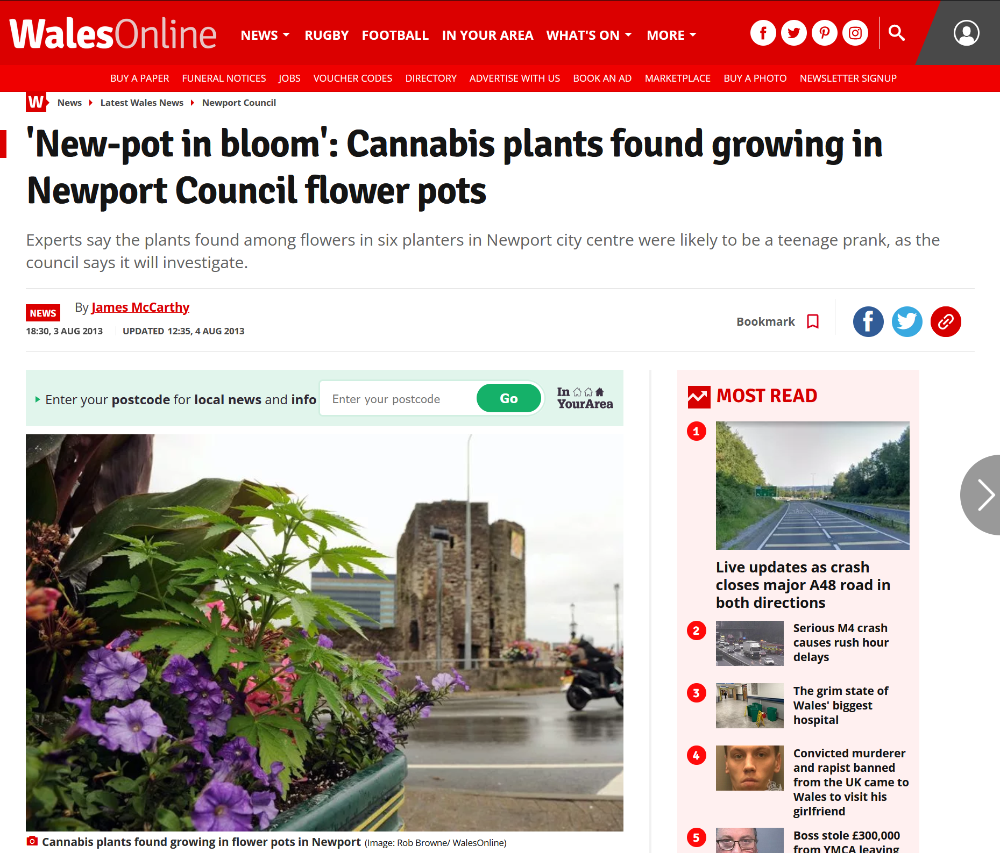 WalesOnline
NEWS RUGBY FOOTBALL IN YOUR AREA WHAT'S ON MORE
BUY A PAPER FUNERAL NOTICES JOBS VOUCHER CODES DIRECTORY ADVERTISE WITH US BOOK AN AD MARKETPLACE BUY A PHOTO NEWSLETTER SIGNUP
W News Latest Wales News Newport Council
'New-pot in bloom': Cannabis plants found growing in
Newport Council flower pots
Experts say the plants found among flowers in six planters in Newport city centre were likely to be a teenage prank, as the
council says it will investigate.
NEWS By James McCarthy
18:30, 3 AUG 2013 UPDATED 12:35, 4 AUG 2013
Bookmark
Enter your postcode for local news and info
Enter your postcode
Go
In
YourArea
Cannabis plants found growing in flower pots in Newport (Image: Rob Browne/ WalesOnline)
MOST READ
1
Live updates as crash
closes major A48 road in
both directions
2
Serious M4 crash
causes rush hour
delays
3
The grim state of
Wales' biggest
hospital
4
Convicted murderer
and rapist banned
from the UK came to
Wales to visit his
girlfriend
5
Boss stole £300,000
from YMCA leaving